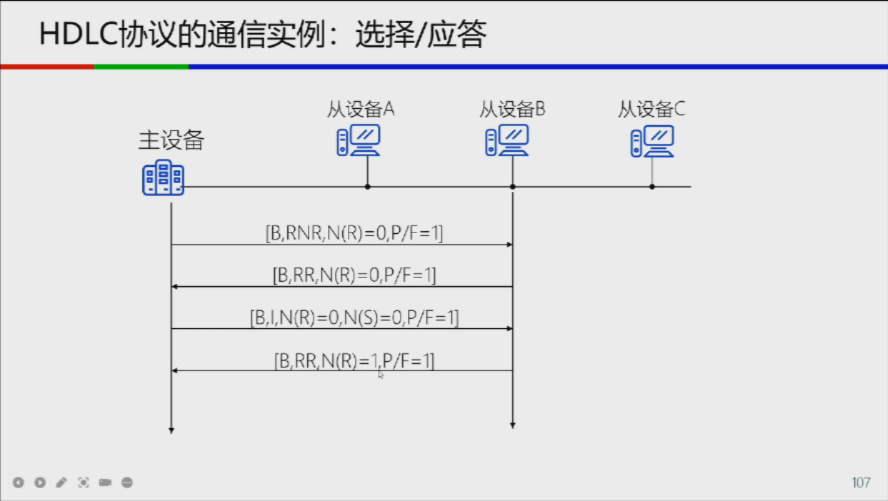 HDLC协议的通信实例：选择/应答
从设备A
从设备B
从设备C
主设备
[B,RNR,N(R)=0,P/F=1]
[B,RR,N(R)=0,P/F=1]
[B,I,N(R)=0,N(S)=0,P/F=1]
[B,RR,N(R)=1,P/F=1]
107